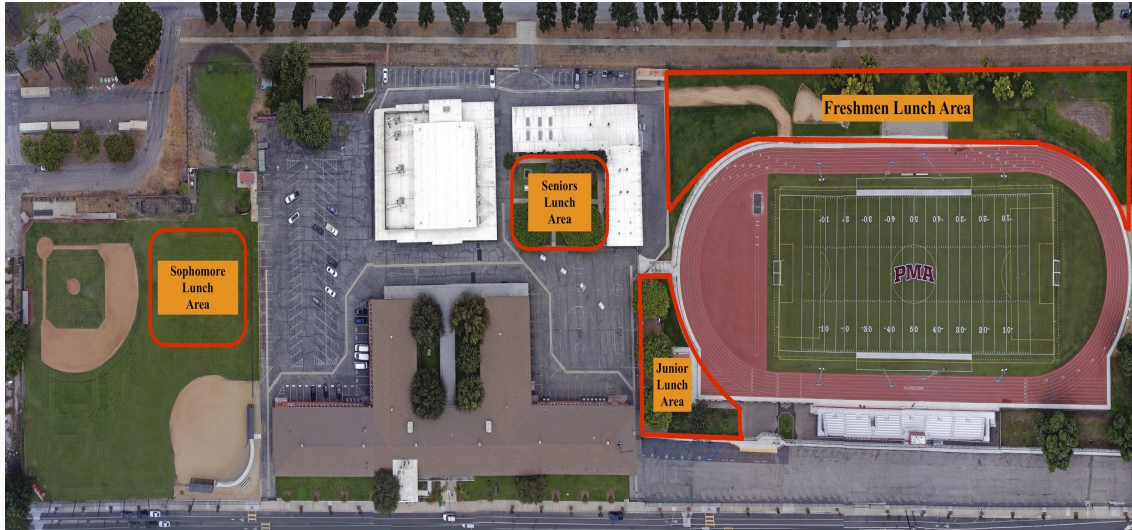 Freshmen Lunch Area
Seniors
Lunch
Area
Sophomore
Lunch
Area
PMA
Junior
Lunch
Area